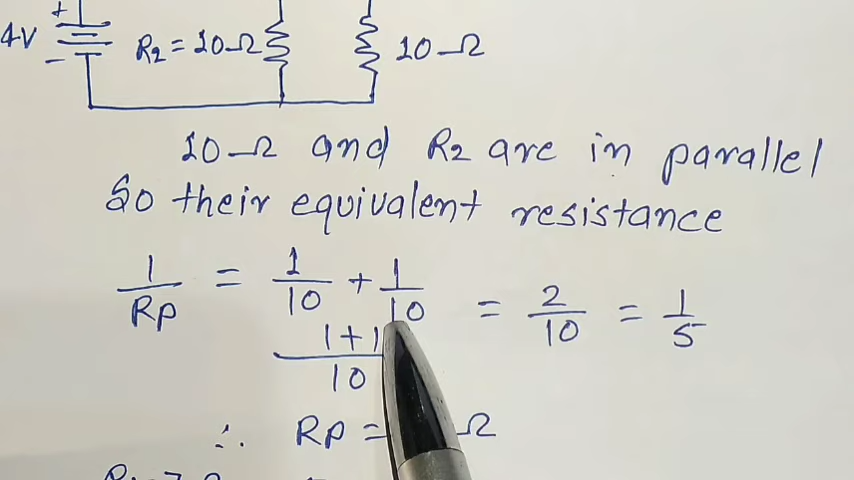 +
4V R2 = 10Ω 10Ω
-
10Ω and R2 are in parallel
So their equivalent resistance
1/Rp = 1/10 + 1/10 = 2/10 = 1/5
1+1/10
∴ Rp = Ω